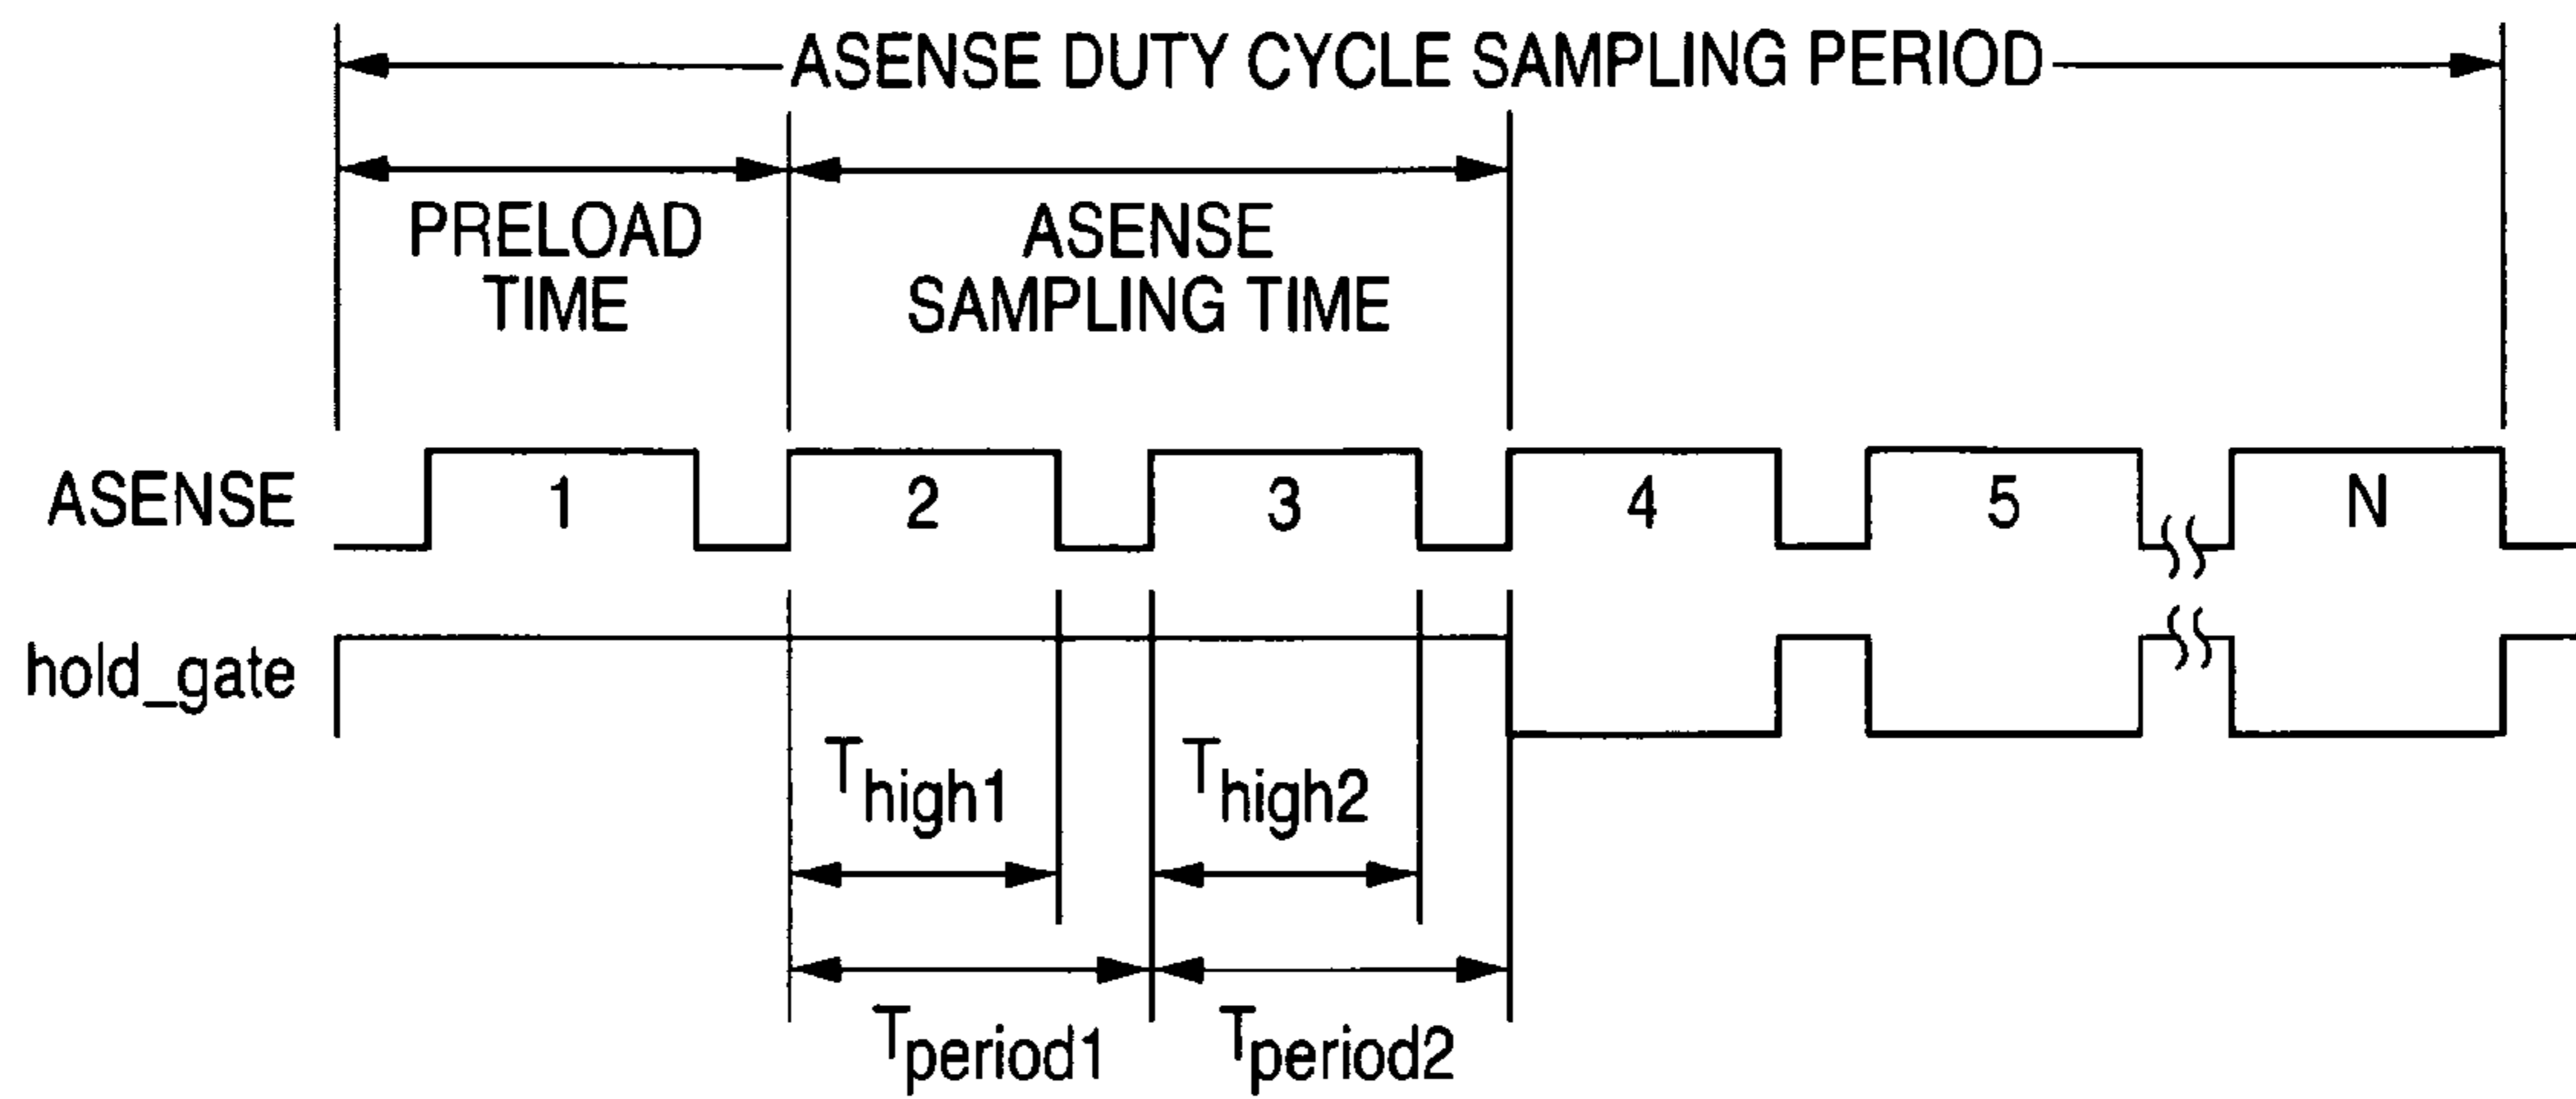 ASENSE DUTY CYCLE SAMPLING PERIOD
PRELOAD
TIME
ASENSE
SAMPLING TIME
ASENSE
1
2
3
4
5
N
hold_gate
Thigh1
Thigh2
Tperiod1
Tperiod2